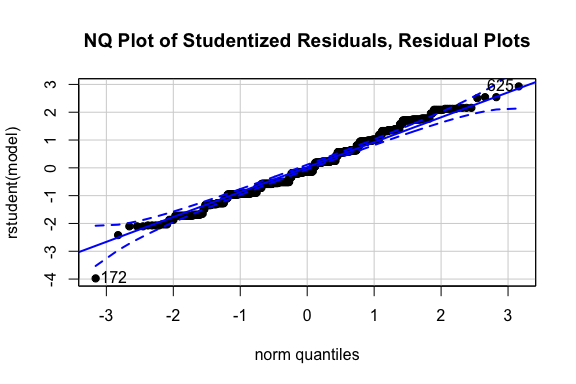 NQ Plot of Studentized Residuals, Residual Plots
625
3
2
1
0
-1
-2
-3
-4
rstudent(model)
172
-3 -2 -1 0 1 2 3
norm quantiles